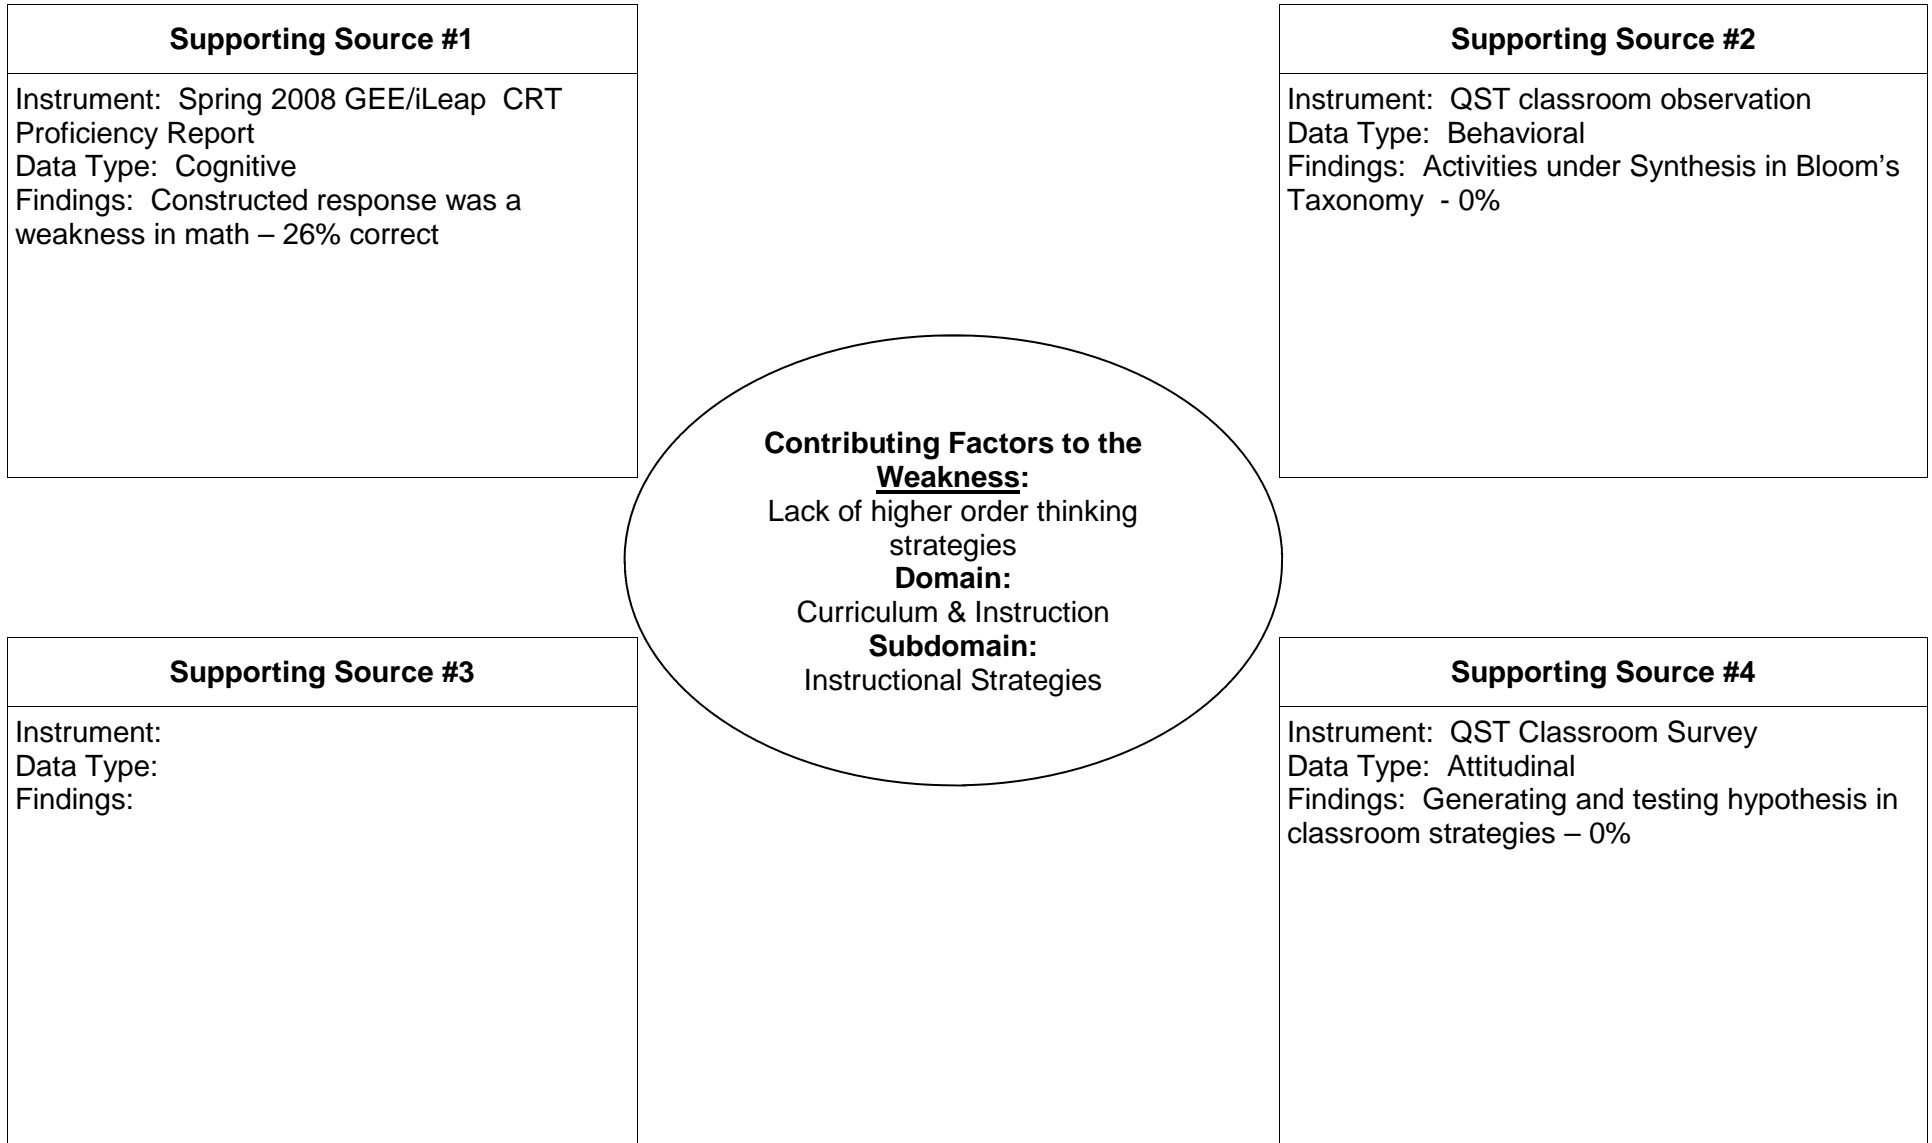 Supporting Source #1
Instrument:  Spring 2008 GEE/iLeap  CRT
Proficiency Report
Data Type:  Cognitive
Findings:  Constructed response was a
weakness in math – 26% correct
Supporting Source #2
Instrument:  QST classroom observation
Data Type:  Behavioral
Findings:  Activities under Synthesis in Bloom’s
Taxonomy  - 0%
Contributing Factors to the
Weakness:
Lack of higher order thinking
strategies
Domain:
Curriculum & Instruction
Subdomain:
Instructional Strategies
Supporting Source #3
Instrument:
Data Type:
Findings:
Supporting Source #4
Instrument:  QST Classroom Survey
Data Type:  Attitudinal
Findings:  Generating and testing hypothesis in
classroom strategies – 0%